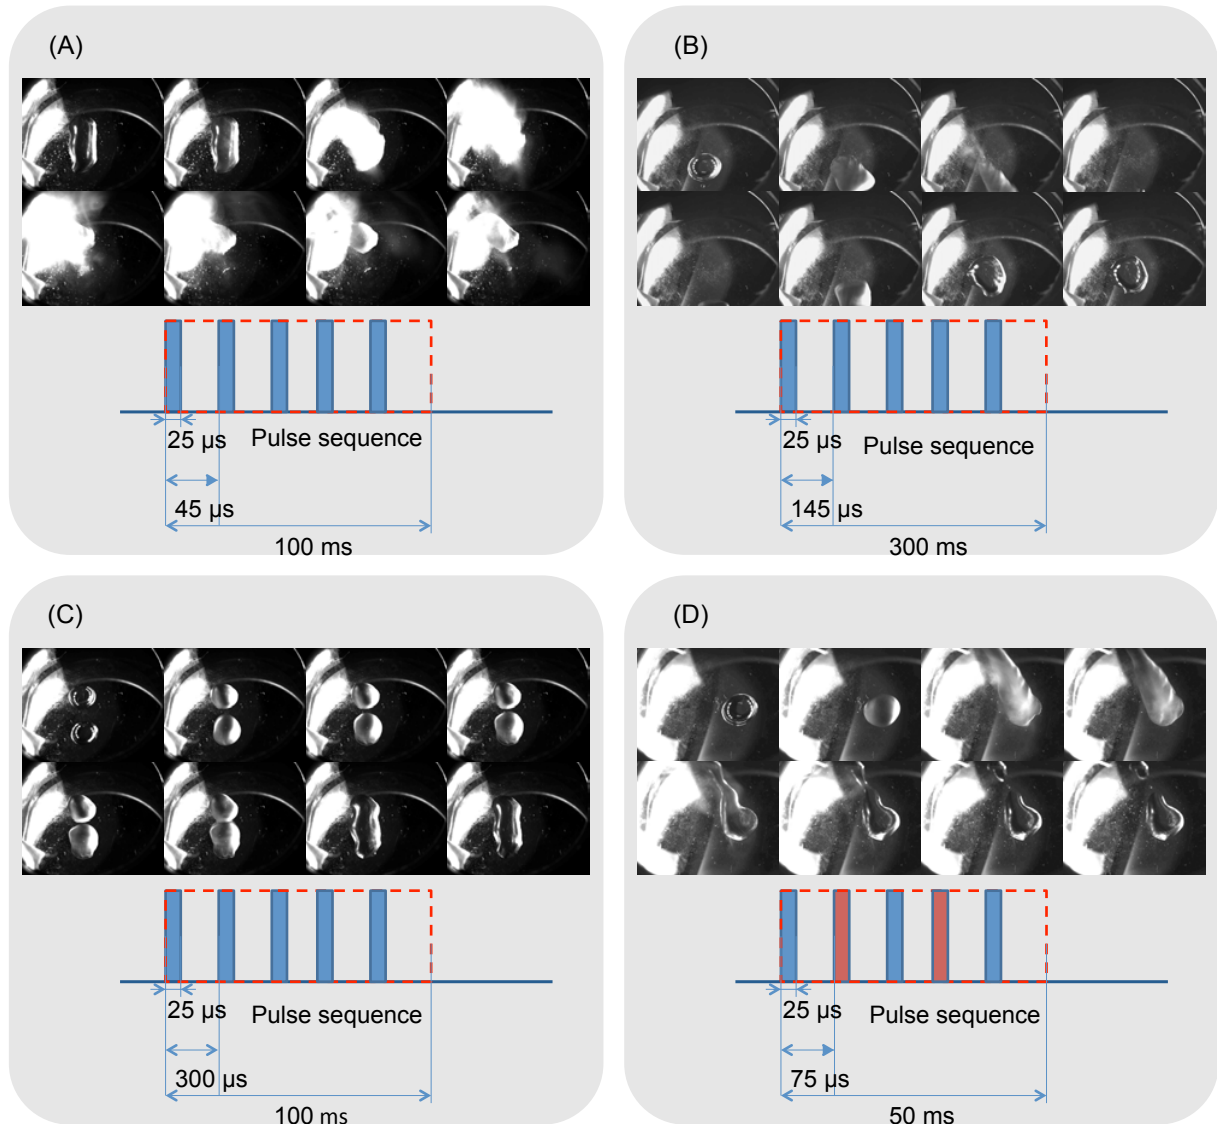 (A)
25 µs
Pulse sequence
45 µs
100 ms
(B)
25 µs
Pulse sequence
145 µs
300 ms
(C)
25 µs
Pulse sequence
300 µs
100 ms
(D)
25 µs
Pulse sequence
75 µs
50 ms